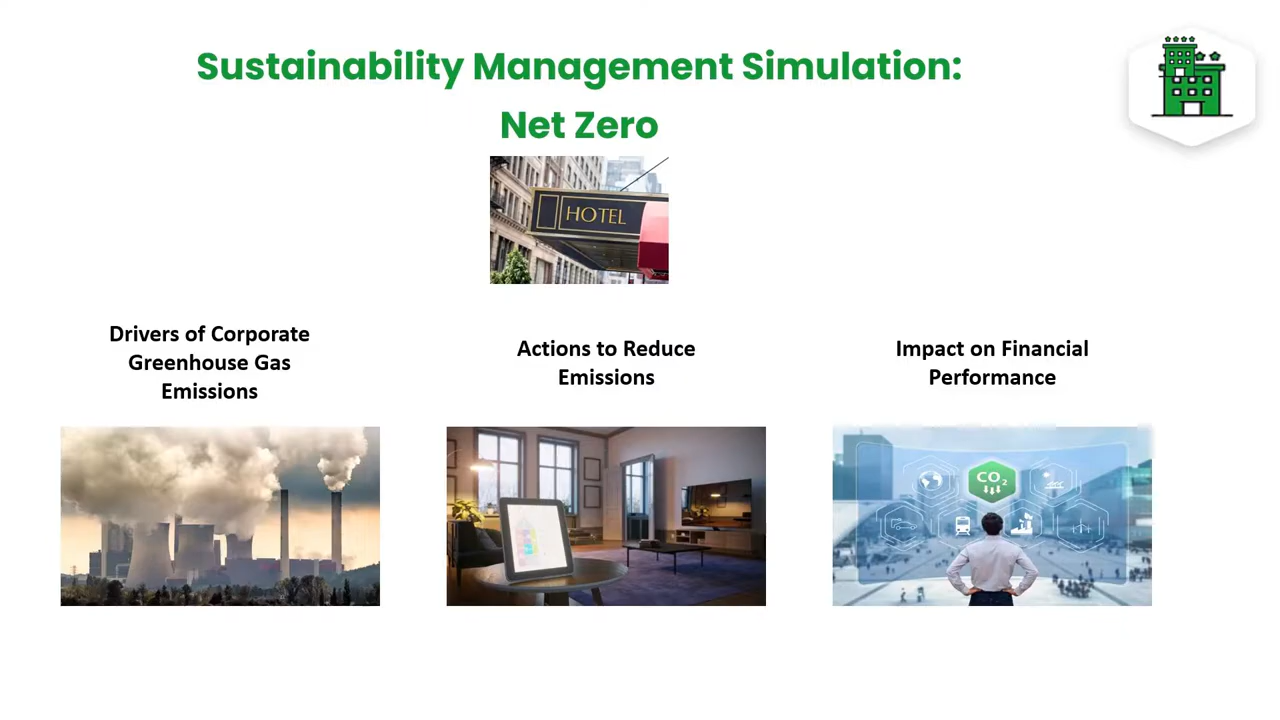 Sustainability Management Simulation:
Net Zero
HOTEL
Drivers of Corporate
Greenhouse Gas
Emissions
Actions to Reduce
Emissions
Impact on Financial
Performance
CO₂